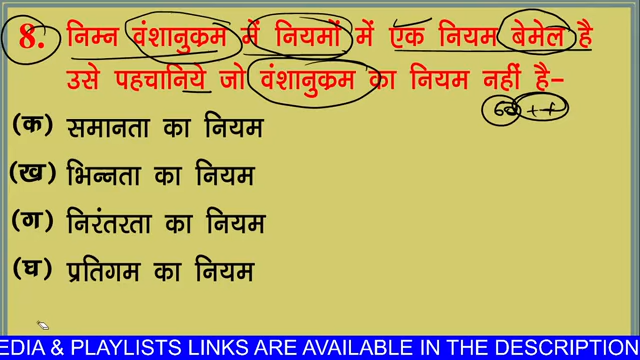 8. निम्न वंशानुक्रम में नियमों में एक नियम बेमेल है
उसे पहचानिये जो वंशानुक्रम का नियम नहीं है-
(क) समानता का नियम
(ख) भिन्नता का नियम
(ग) निरंतरता का नियम
(घ) प्रतिगम का नियम
EDIA & PLAYLISTS LINKS ARE AVAILABLE IN THE DESCRIPTION